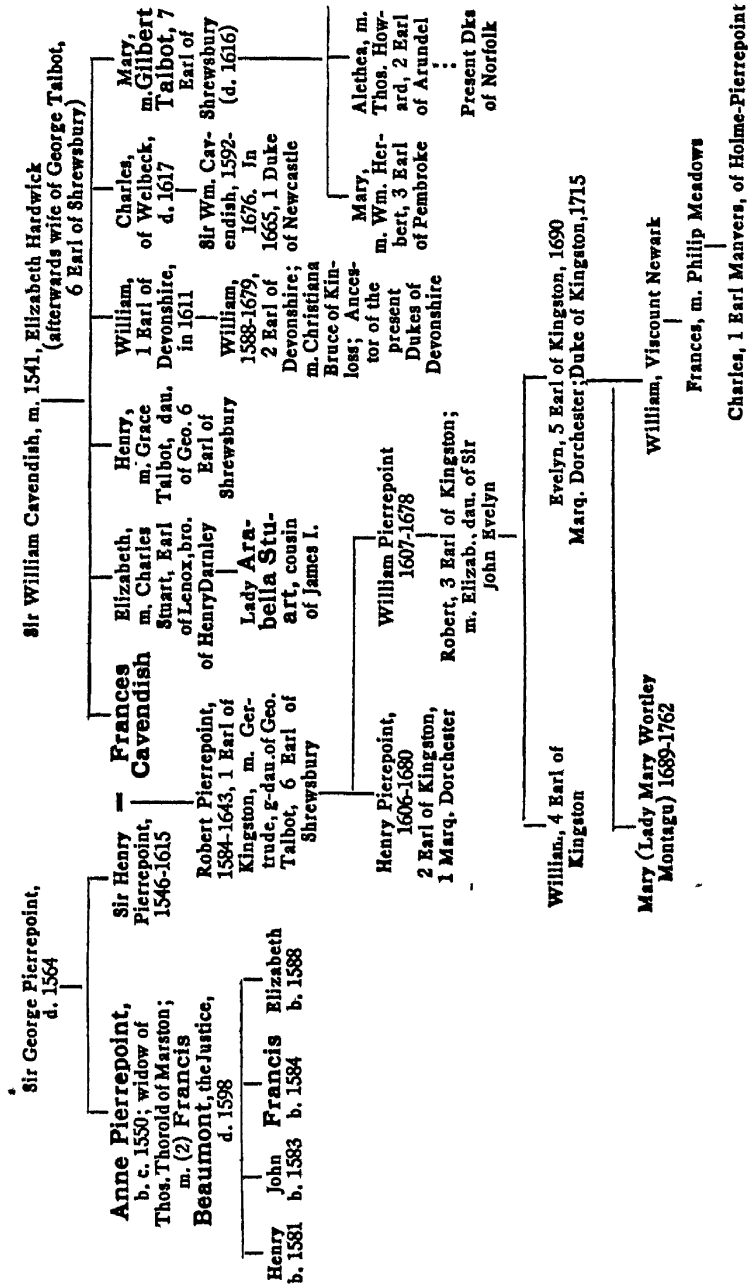 Sir George Pierrepoint,
d. 1564
Anne Pierrepoint,
b. c. 1550; widow of
Thos. Thorold of Marston;
m. (2) Francis
Beaumont, the Justice,
d. 1598
Henry
b. 1581
John
b. 1583
Francis
b. 1584
Elizabeth
b. 1588
Sir Henry
Pierrepoint,
1546-1615
=
Frances
Cavendish
Sir William Cavendish, m. 1541, Elizabeth Hardwick
(afterwards wife of George Talbot,
6 Earl of Shrewsbury)
Elizabeth,
m. Charles
Stuart, Earl
of Lenox, bro.
of Henry Darnley
Lady Ara-
bella Stu-
art, cousin
of James I.
Henry,
m. Grace
Talbot, dau.
of Geo. 6
Earl of
Shrewsbury
William,
1 Earl of
Devonshire,
in 1611
William,
1588-1679,
2 Earl of
Devonshire;
m. Christiana
Bruce of Kin-
loss; Ances-
tor of the
present
Dukes of
Devonshire
Charles,
of Welbeck,
d. 1617
Sir Wm. Cav-
endish, 1592-
1676. In
1665, 1 Duke
of Newcastle
Mary,
m. Gilbert
Talbot, 7
Earl of
Shrewsbury
(d. 1616)
Mary,
m. Wm. Her-
bert, 3 Earl
of Pembroke
Alethea, m.
Thos. How-
ard, 2 Earl
of Arundel
Present Dks
of Norfolk
Robert Pierrepoint,
1584-1643, 1 Earl of
Kingston, m. Ger-
trude, g-dau. of Geo.
Talbot, 6 Earl of
Shrewsbury
Henry Pierepoint,
1606-1680
2 Earl of Kingston,
1 Marq. Dorchester
William Pierrepoint
1607-1678
Robert, 3 Earl of Kingston;
m. Elizab., dau. of Sir
John Evelyn
William, 4 Earl of
Kingston
Evelyn, 5 Earl of Kingston, 1690
Marq. Dorchester; Duke of Kingston, 1715
Mary (Lady Mary Wortley
Montagu) 1689-1762
William, Viscount Newark
Frances, m. Philip Meadows
Charles, 1 Earl Manvers, of Holme-Pierrepoint